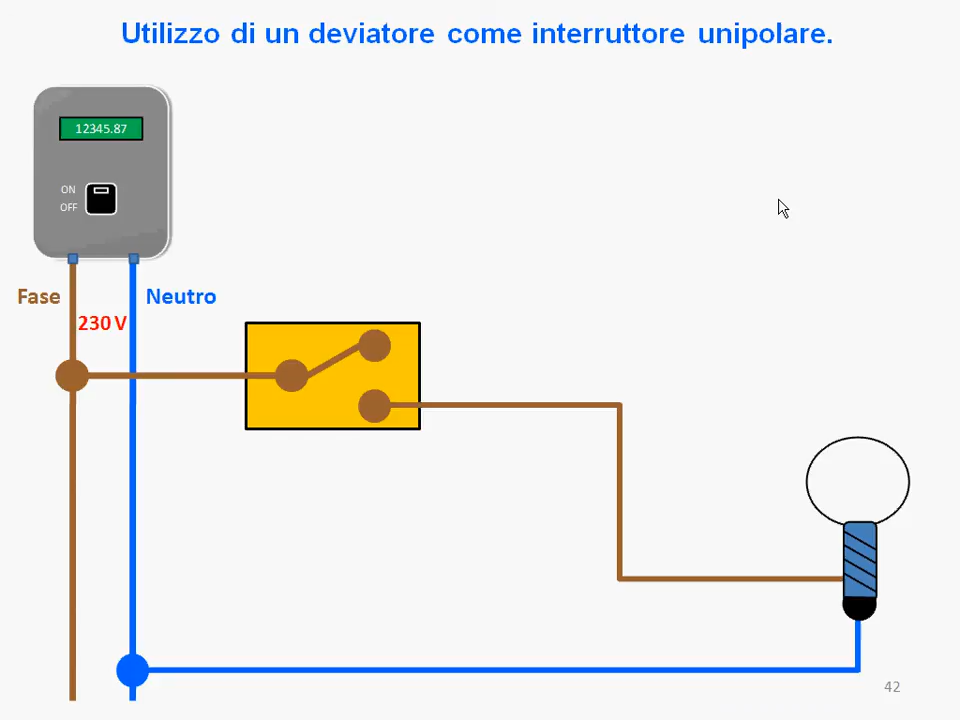 Utilizzo di un deviatore come interruttore unipolare.
12345.87
ON
OFF
Fase
Neutro
230 V
42